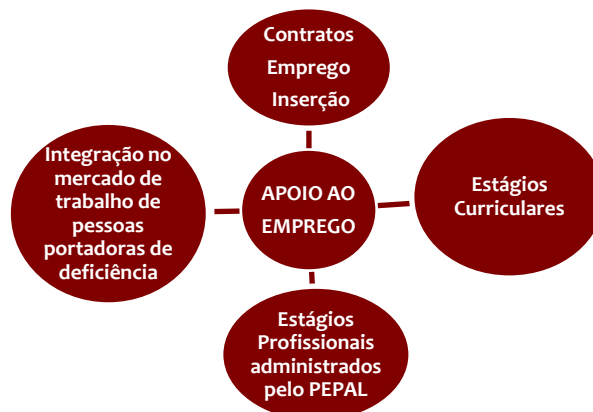 Contratos
Emprego
Inserção
Integração no
mercado de
trabalho de
pessoas
portadoras de
deficiência
APOIO AO
EMPREGO
Estágios
Curriculares
Estágios
Profissionais
administrados
pelo PEPAL